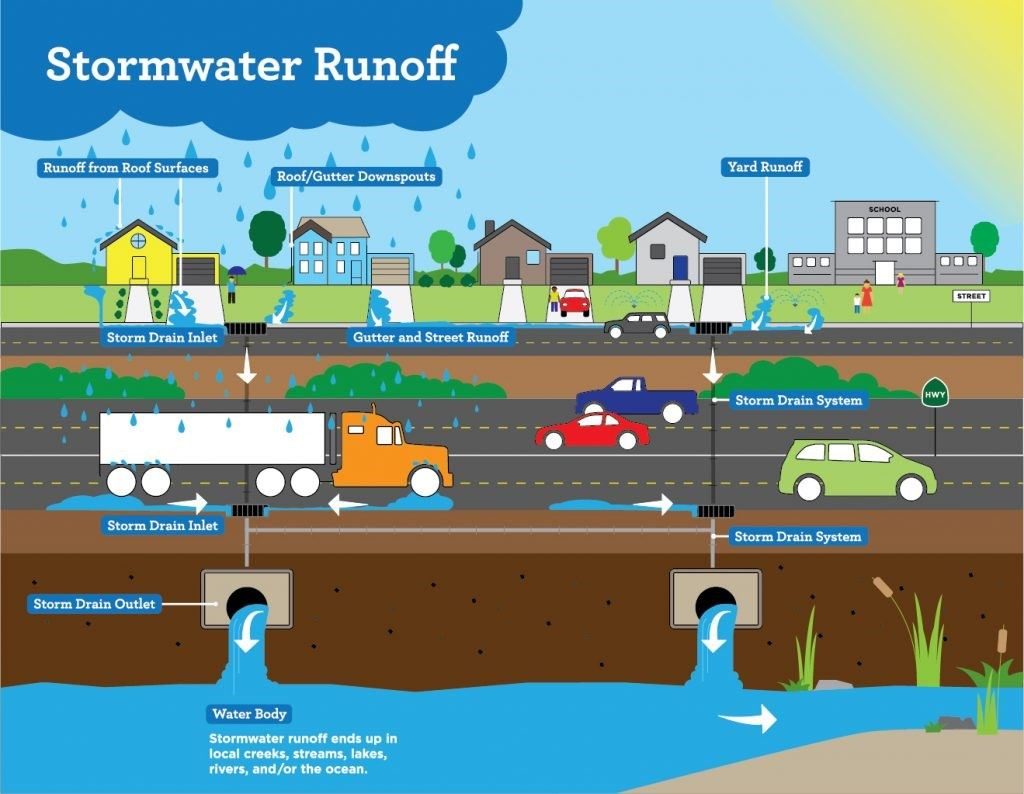 Stormwater Runoff
Runoff from Roof Surfaces
Roof/Gutter Downspouts
Yard Runoff
SCHOOL
STREET
Storm Drain Inlet
Gutter and Street Runoff
HWY
Storm Drain System
Storm Drain Inlet
Storm Drain System
Storm Drain Outlet
Water Body
Stormwater runoff ends up in
local creeks, streams, lakes,
rivers, and/or the ocean.